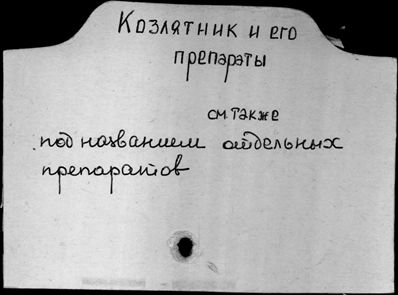 Козлятник и его
препараты
см. также
под названием отдельных
препаратов